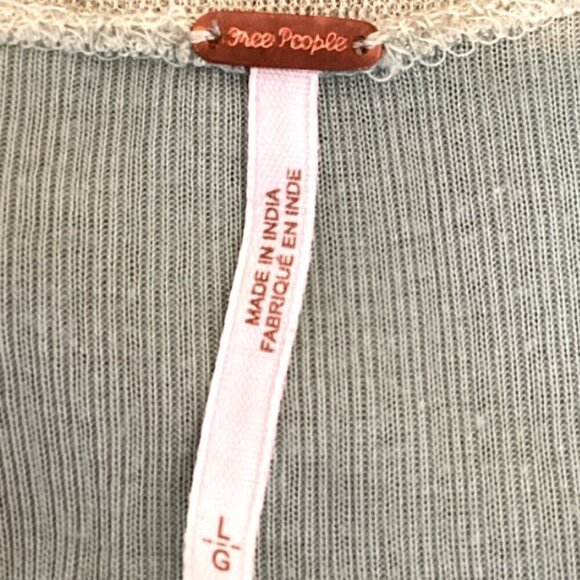 Free People
MADE IN INDIA
FABRIQUÉ EN INDE
L
G